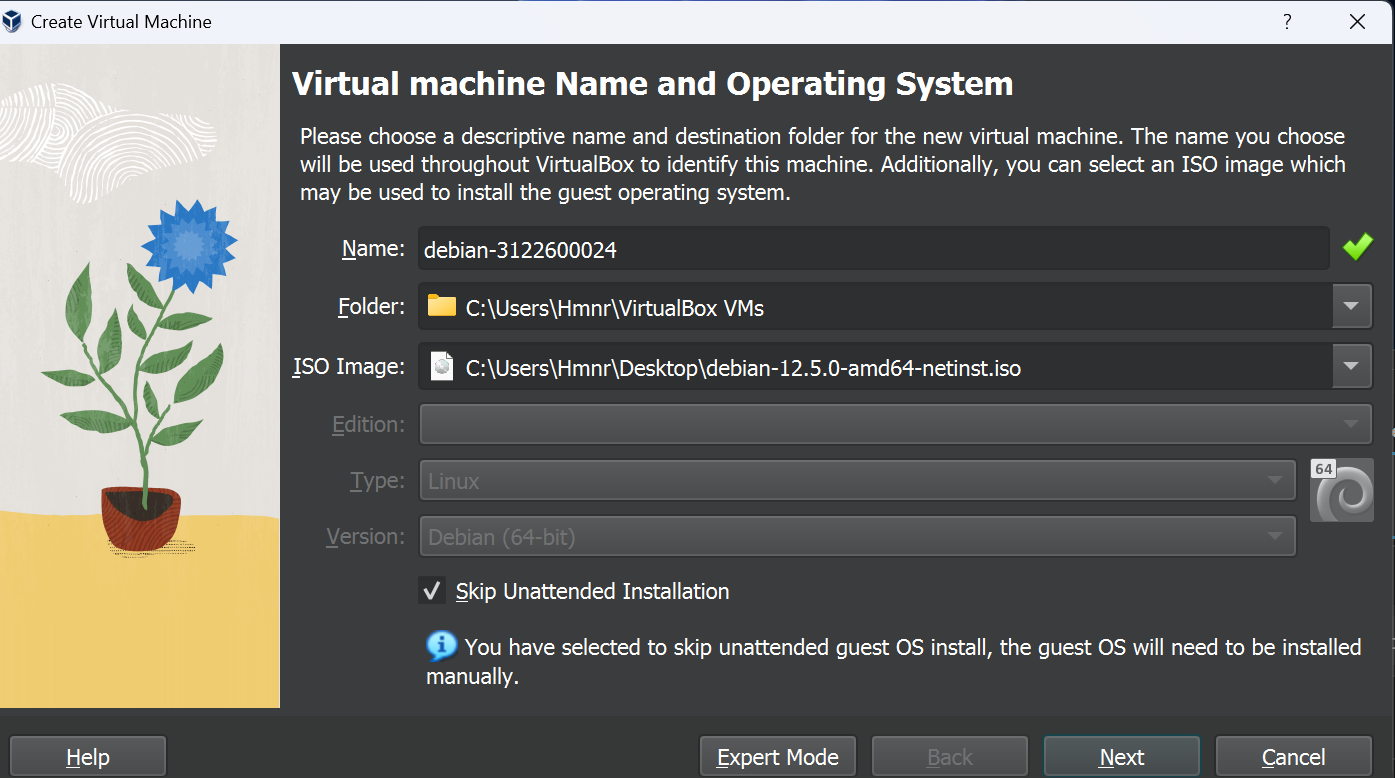 Create Virtual Machine
?
Virtual machine Name and Operating System
Please choose a descriptive name and destination folder for the new virtual machine. The name you choose
will be used throughout VirtualBox to identify this machine. Additionally, you can select an ISO image which
may be used to install the guest operating system.
Name: debian-3122600024
Folder: C:\Users\Hmnr\VirtualBox VMs
ISO Image: C:\Users\Hmnr\Desktop\debian-12.5.0-amd64-netinst.iso
Edition:
Type: Linux
64
Version: Debian (64-bit)
Skip Unattended Installation
You have selected to skip unattended guest OS install, the guest OS will need to be installed
manually.
Help Expert Mode Back Next Cancel